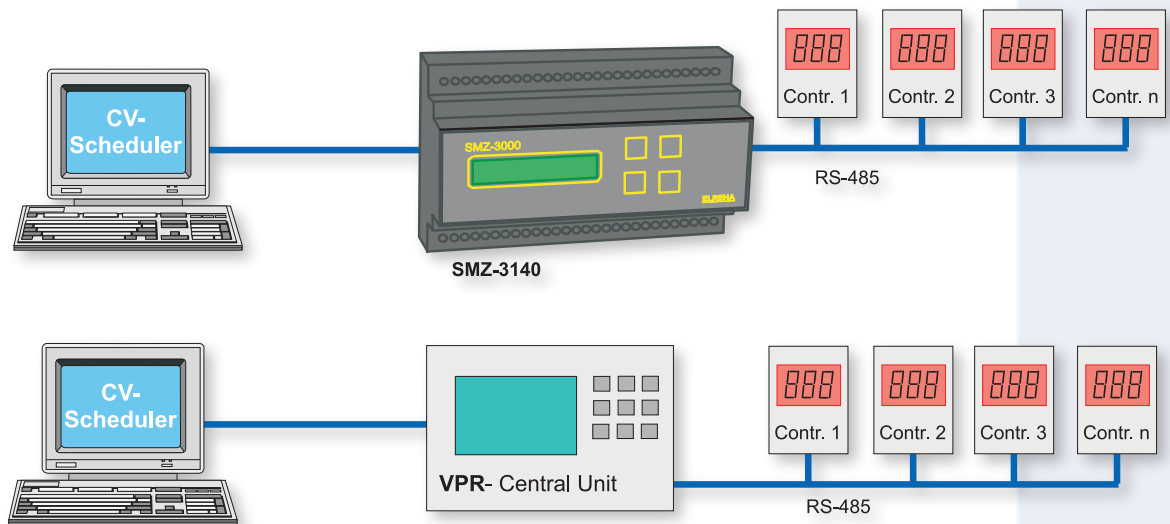 CV-
Scheduler
SMZ-3000
ELREHA
SMZ-3140
888
Contr. 1
888
Contr. 2
888
Contr. 3
888
Contr. n
RS-485
CV-
Scheduler
VPR- Central Unit
888
Contr. 1
888
Contr. 2
888
Contr. 3
888
Contr. n
RS-485